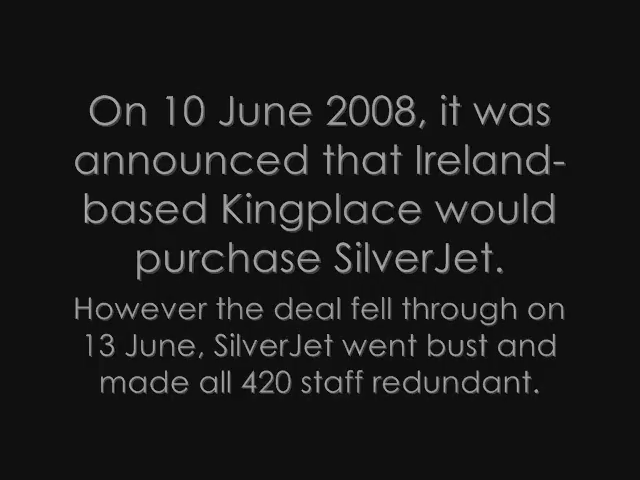 On 10 June 2008, it was
announced that Ireland-
based Kingplace would
purchase SilverJet.
However the deal fell through on
13 June, SilverJet went bust and
made all 420 staff redundant.